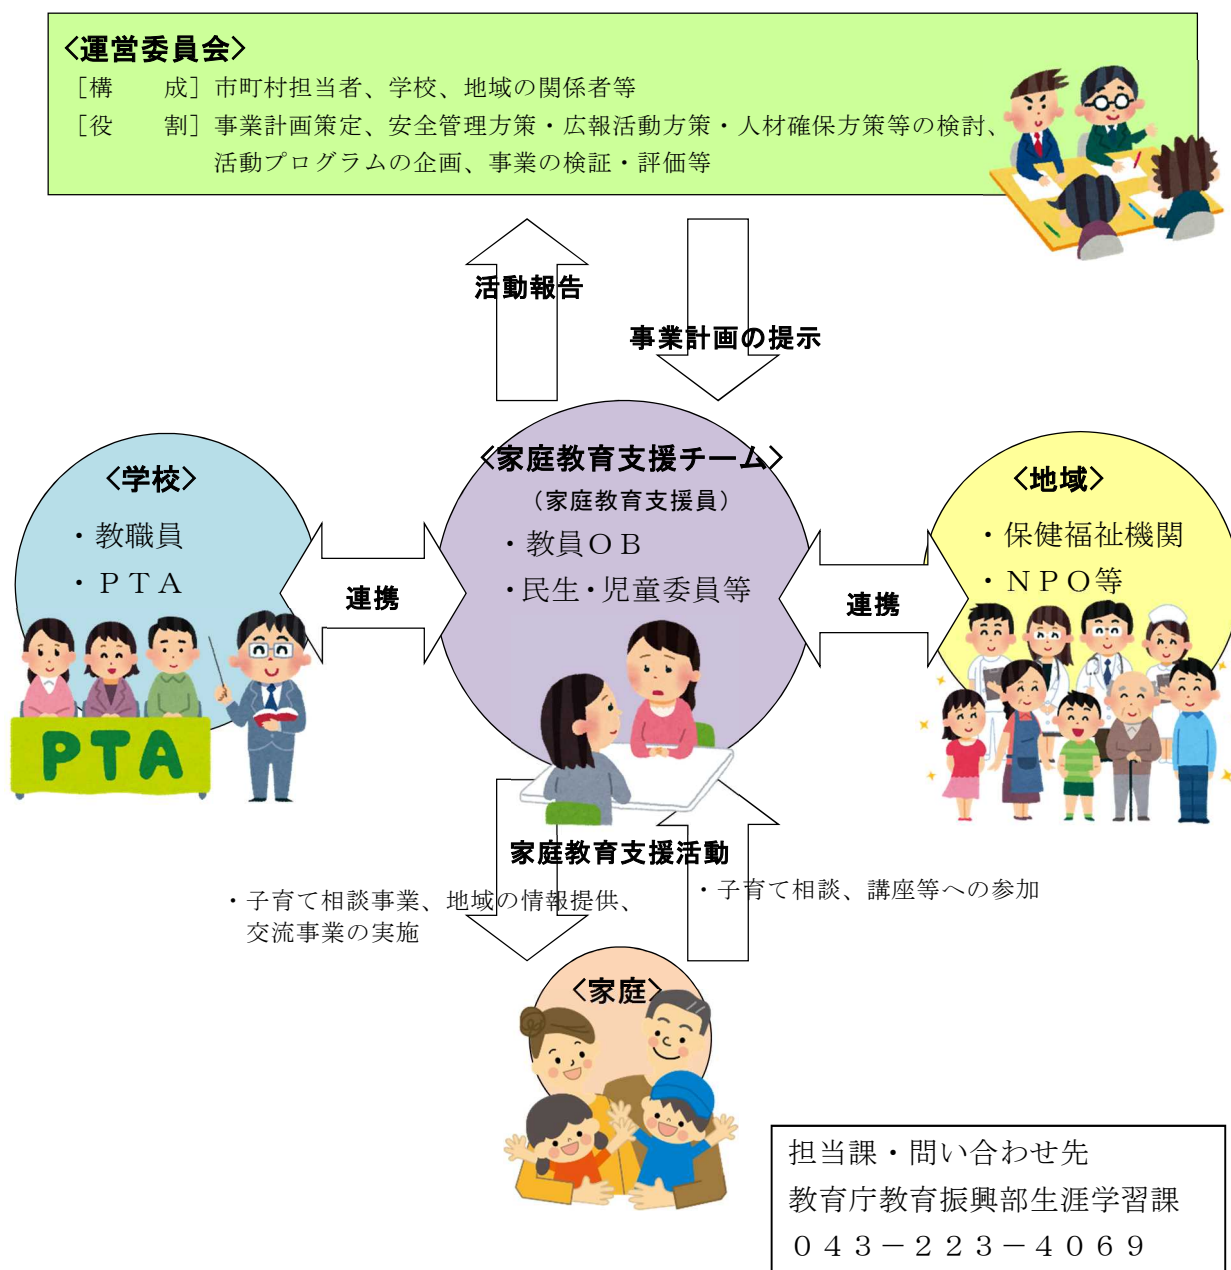 〈運営委員会〉
［構　　成］市町村担当者、学校、地域の関係者等
［役　　割］事業計画策定、安全管理方策・広報活動方策・人材確保方策等の検討、
活動プログラムの企画、事業の検証・評価等
活動報告
事業計画の提示
〈学校〉
・教職員
・ＰＴＡ
PTA
連携
〈家庭教育支援チーム〉
（家庭教育支援員）
・教員ＯＢ
・民生・児童委員等
連携
〈地域〉
・保健福祉機関
・ＮＰＯ等
家庭教育支援活動
・子育て相談事業、地域の情報提供、
交流事業の実施
・子育て相談、講座等への参加
〈家庭〉
担当課・問い合わせ先
教育庁教育振興部生涯学習課
０４３－２２３－４０６９